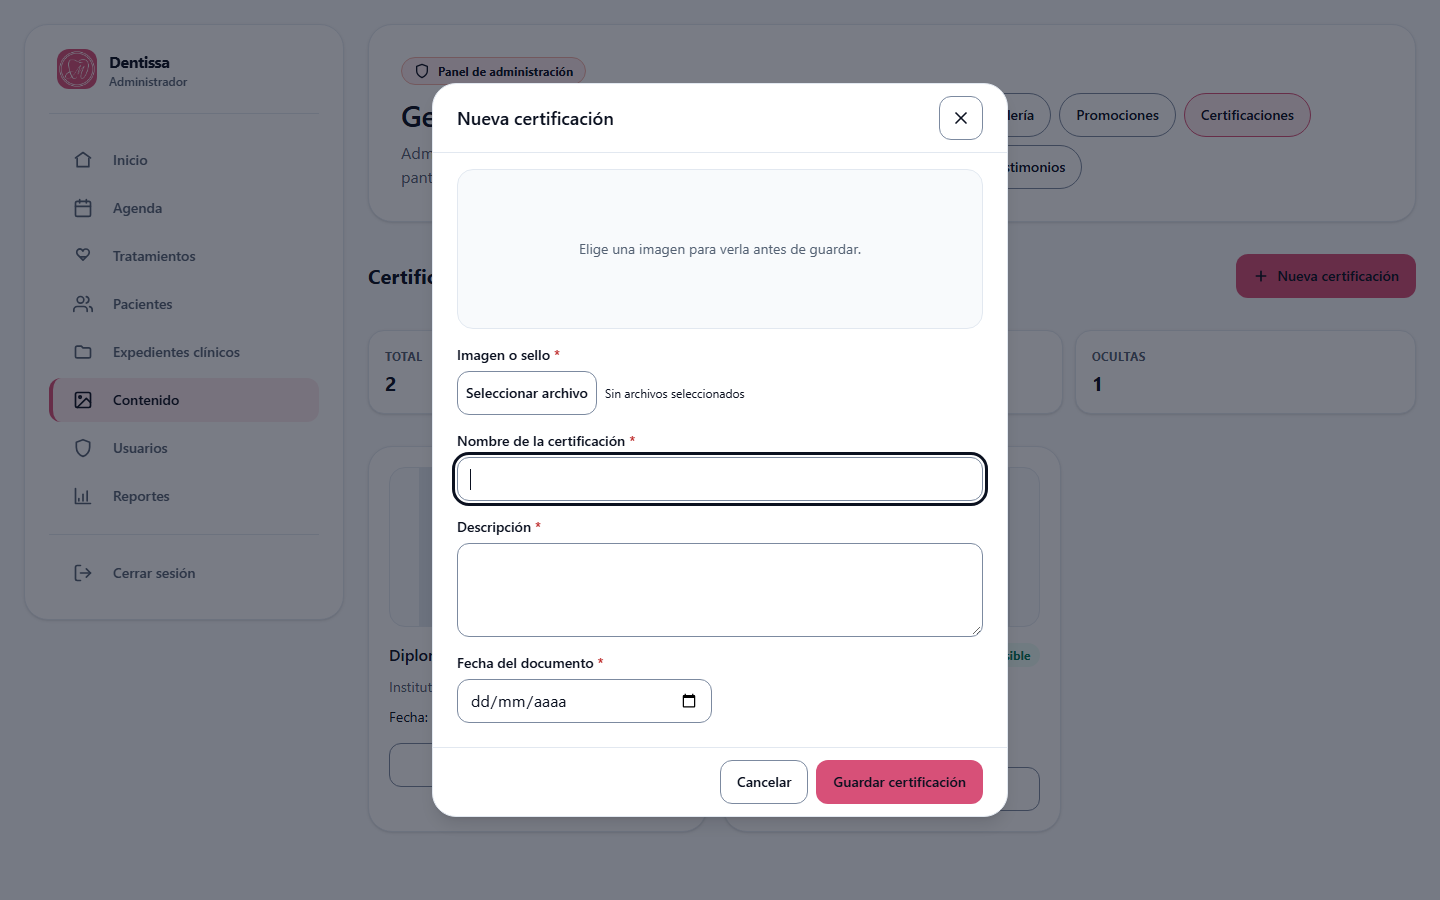 Dentissa
Administrador
Inicio
Agenda
Tratamientos
Pacientes
Expedientes clínicos
Contenido
Usuarios
Reportes
Cerrar sesión
Panel de administración
Promociones
Certificaciones
Nueva certificación
TOTAL
2
OCULTAS
1
Fecha:
Nueva certificación
Elige una imagen para verla antes de guardar.
Imagen o sello *
Seleccionar archivo Sin archivos seleccionados
Nombre de la certificación *
Descripción *
Fecha del documento *
dd/mm/aaaa
Cancelar
Guardar certificación